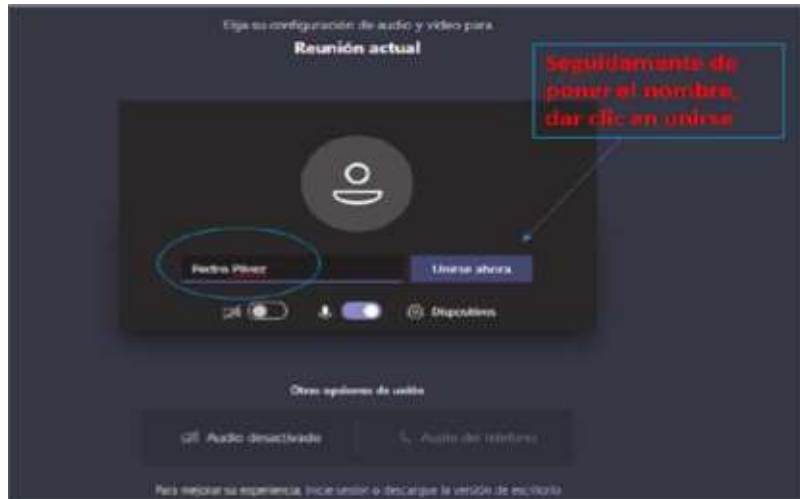 Elija su configuración de audio y vídeo para
Reunión actual
Seguidamente de
poner el nombre,
dar clic en unirse
Pedro Pérez
Unirse ahora
Dispositivos
Otras opciones de unión
Audio desactivado
Audio del teléfono
Para mejorar su experiencia, inicie sesión o descargue la versión de escritorio